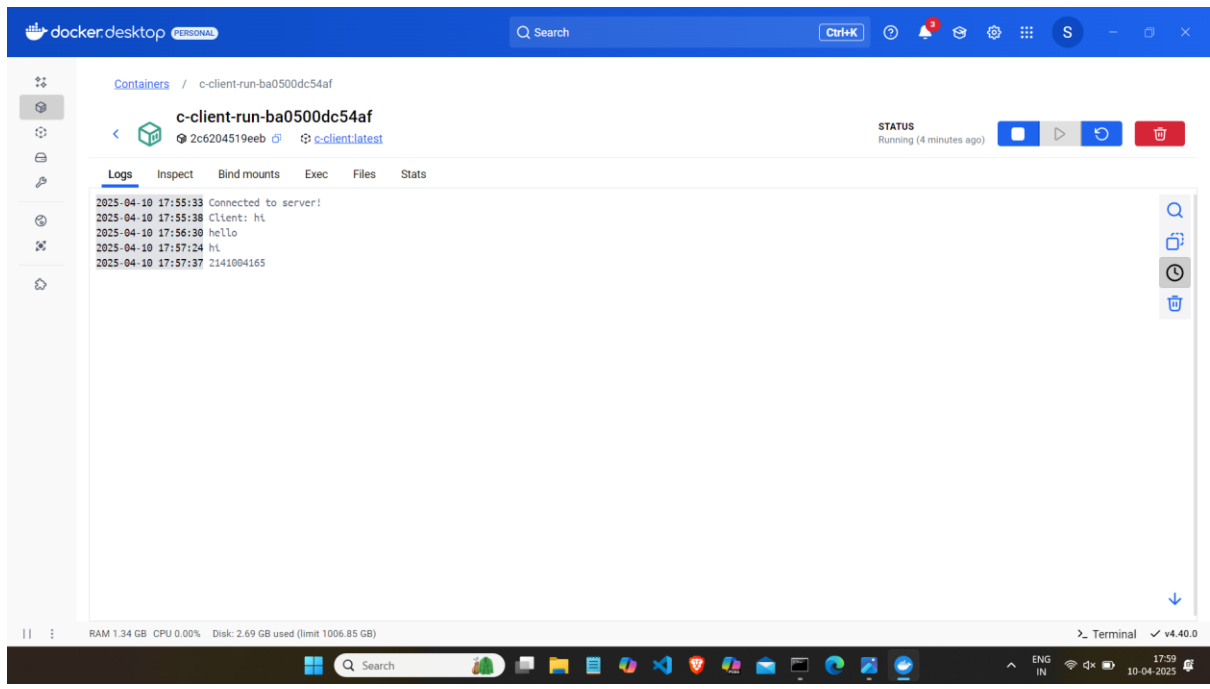 docker.desktop PERSONAL
Search
Ctrl+K
3
S
Containers / c-client-run-ba0500dc54af
c-client-run-ba0500dc54af
2c6204519eeb c-client:latest
STATUS
Running (4 minutes ago)
Logs Inspect Bind mounts Exec Files Stats
2025-04-10 17:55:33 Connected to server!
2025-04-10 17:55:38 Client: hi
2025-04-10 17:56:30 hello
2025-04-10 17:57:24 hi
2025-04-10 17:57:37 2141004165
RAM 1.34 GB CPU 0.00% Disk: 2.69 GB used (limit 1006.85 GB)
Terminal v4.40.0
Search
ENG
IN
17:59
10-04-2025